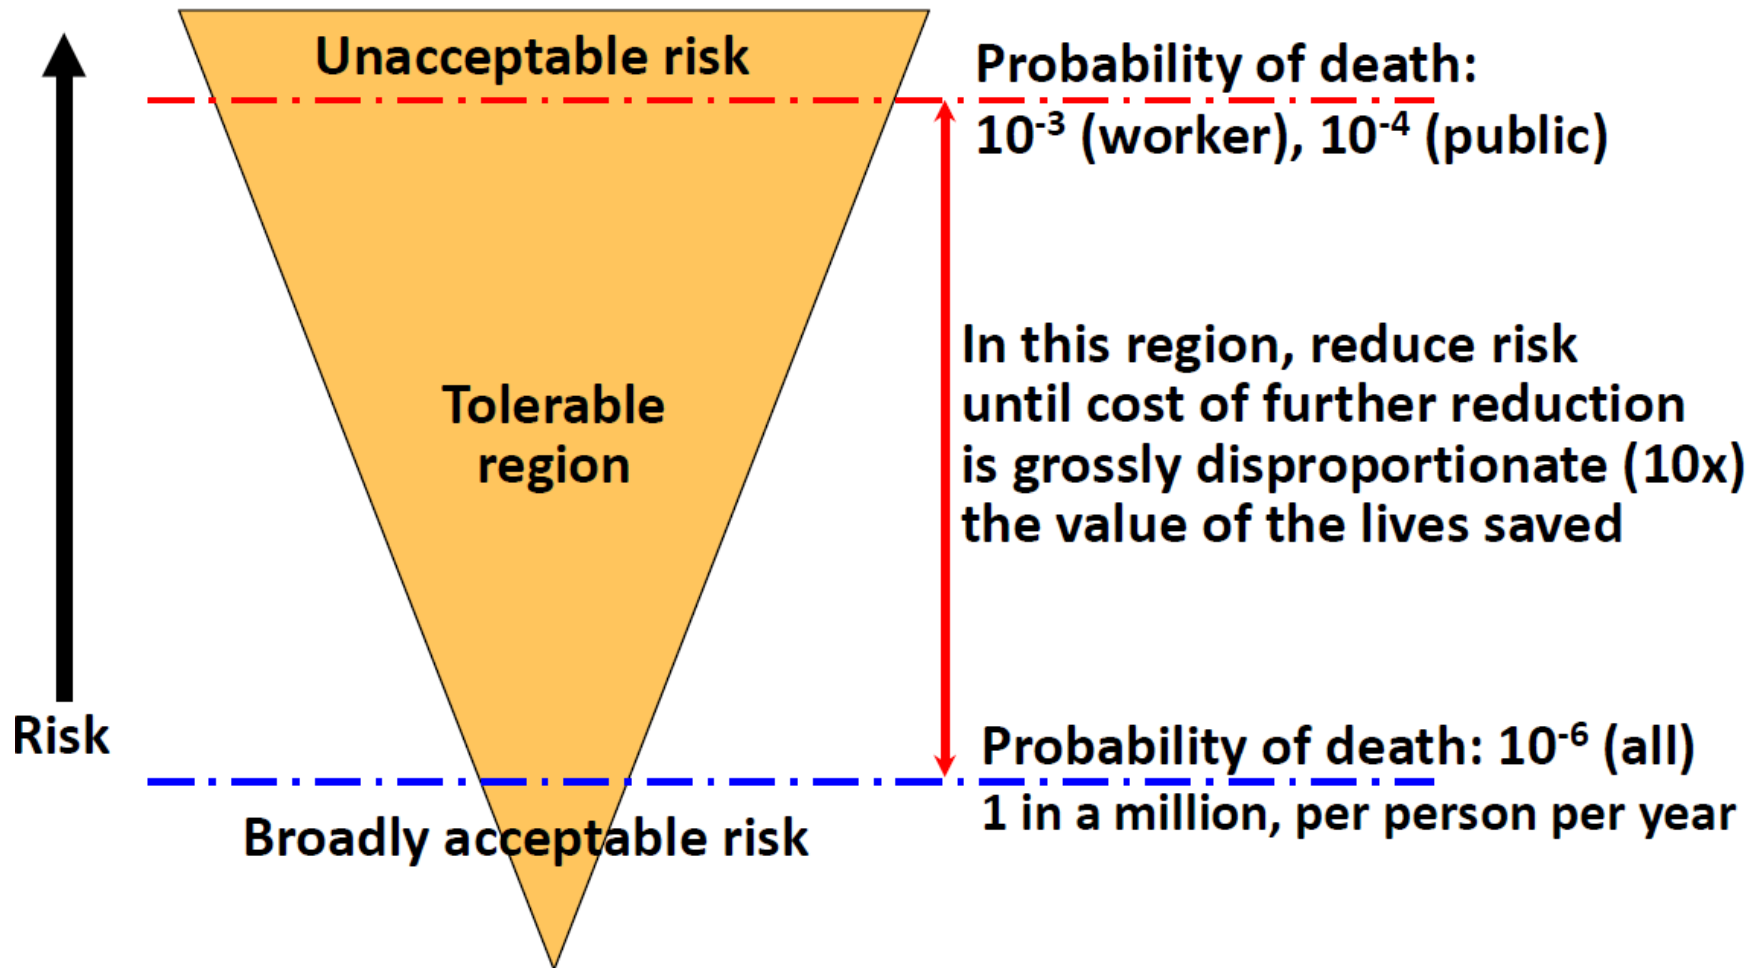 Unacceptable risk
Probability of death:
10⁻³ (worker), 10⁻⁴ (public)
Tolerable
region
In this region, reduce risk
until cost of further reduction
is grossly disproportionate (10x)
the value of the lives saved
Risk
Probability of death: 10⁻⁶ (all)
1 in a million, per person per year
Broadly acceptable risk